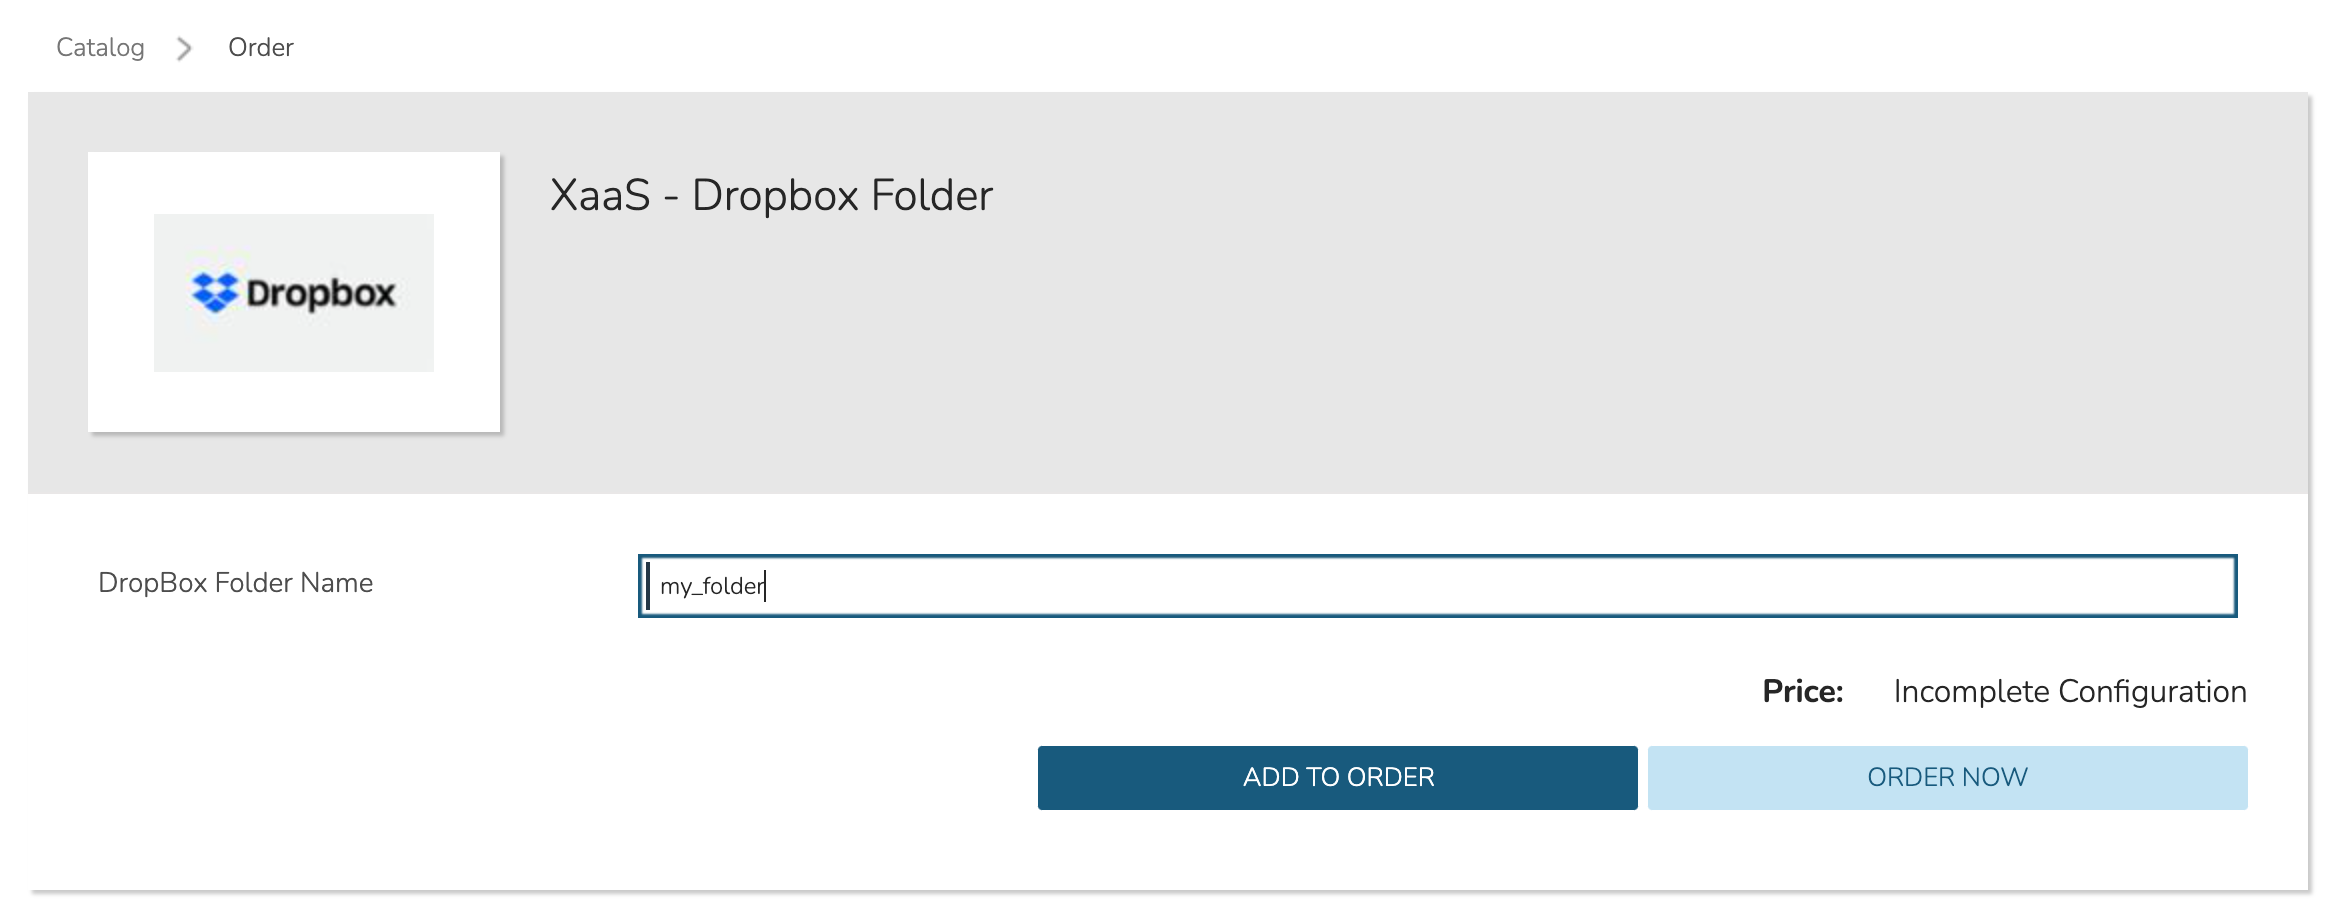 Catalog > Order
XaaS - Dropbox Folder
Dropbox
DropBox Folder Name
my_folder
Price: Incomplete Configuration
ADD TO ORDER
ORDER NOW